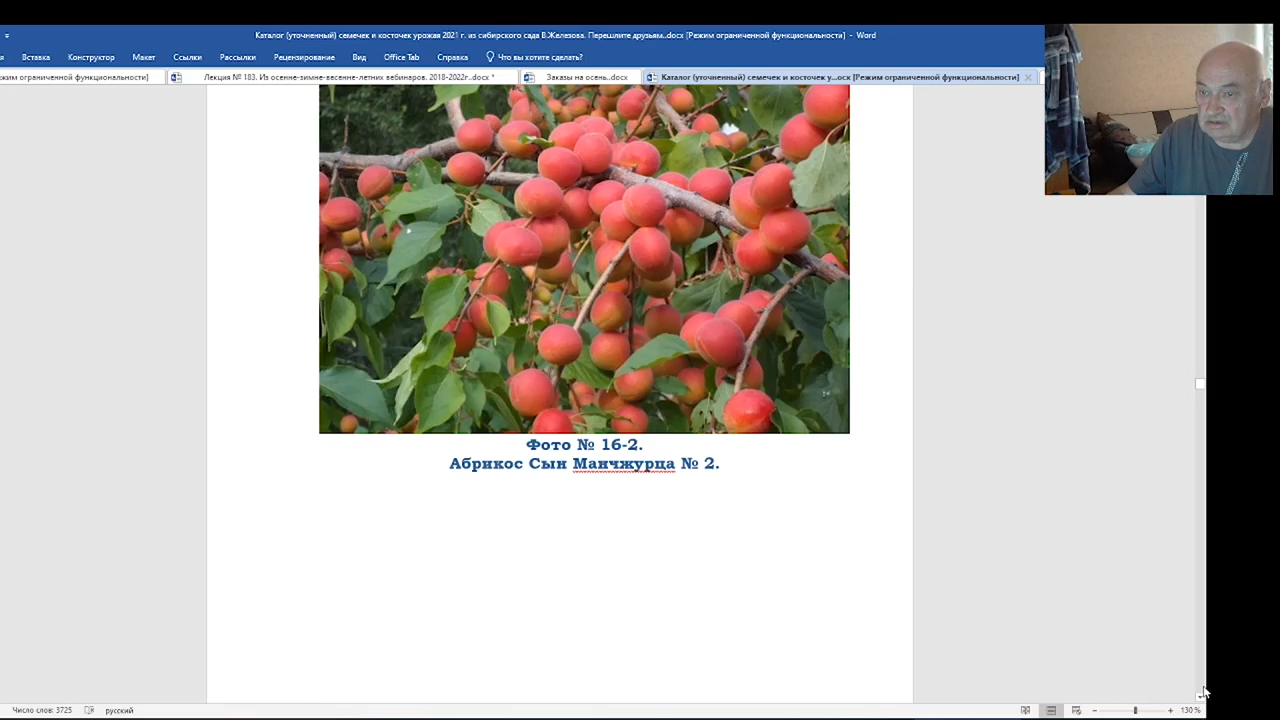 Каталог (уточненный) семечек и косточек урожая 2021 г. из сибирского сада В.Железова. Перешлите друзьям..docx [Режим ограниченной функциональности] - Word
Вставка Конструктор Макет Ссылки Рассылки Рецензирование Вид Office Tab Справка Что вы хотите сделать?
ограниченной функциональности] Лекция № 183. Из осенне-зимне-весенне-летних вебинаров. 2018-2022г..docx * Заказы на осень..docx Каталог (уточненный) семечек и косточек у...ocx [Режим ограниченной функциональности]
Фото № 16-2.
Абрикос Сын Манчжурца № 2.
Число слов: 3725 русский 130 %